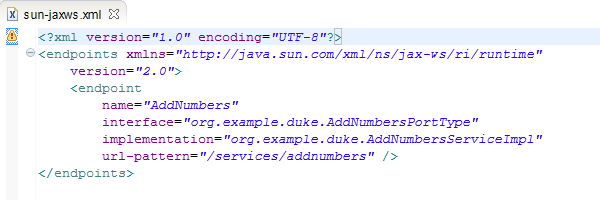 sun-jaxws.xml
<?xml version="1.0" encoding="UTF-8"?>
<endpoints xmlns="http://java.sun.com/xml/ns/jax-ws/ri/runtime"
    version="2.0">
    <endpoint
        name="AddNumbers"
        interface="org.example.duke.AddNumbersPortType"
        implementation="org.example.duke.AddNumbersServiceImpl"
        url-pattern="/services/addnumbers" />
</endpoints>